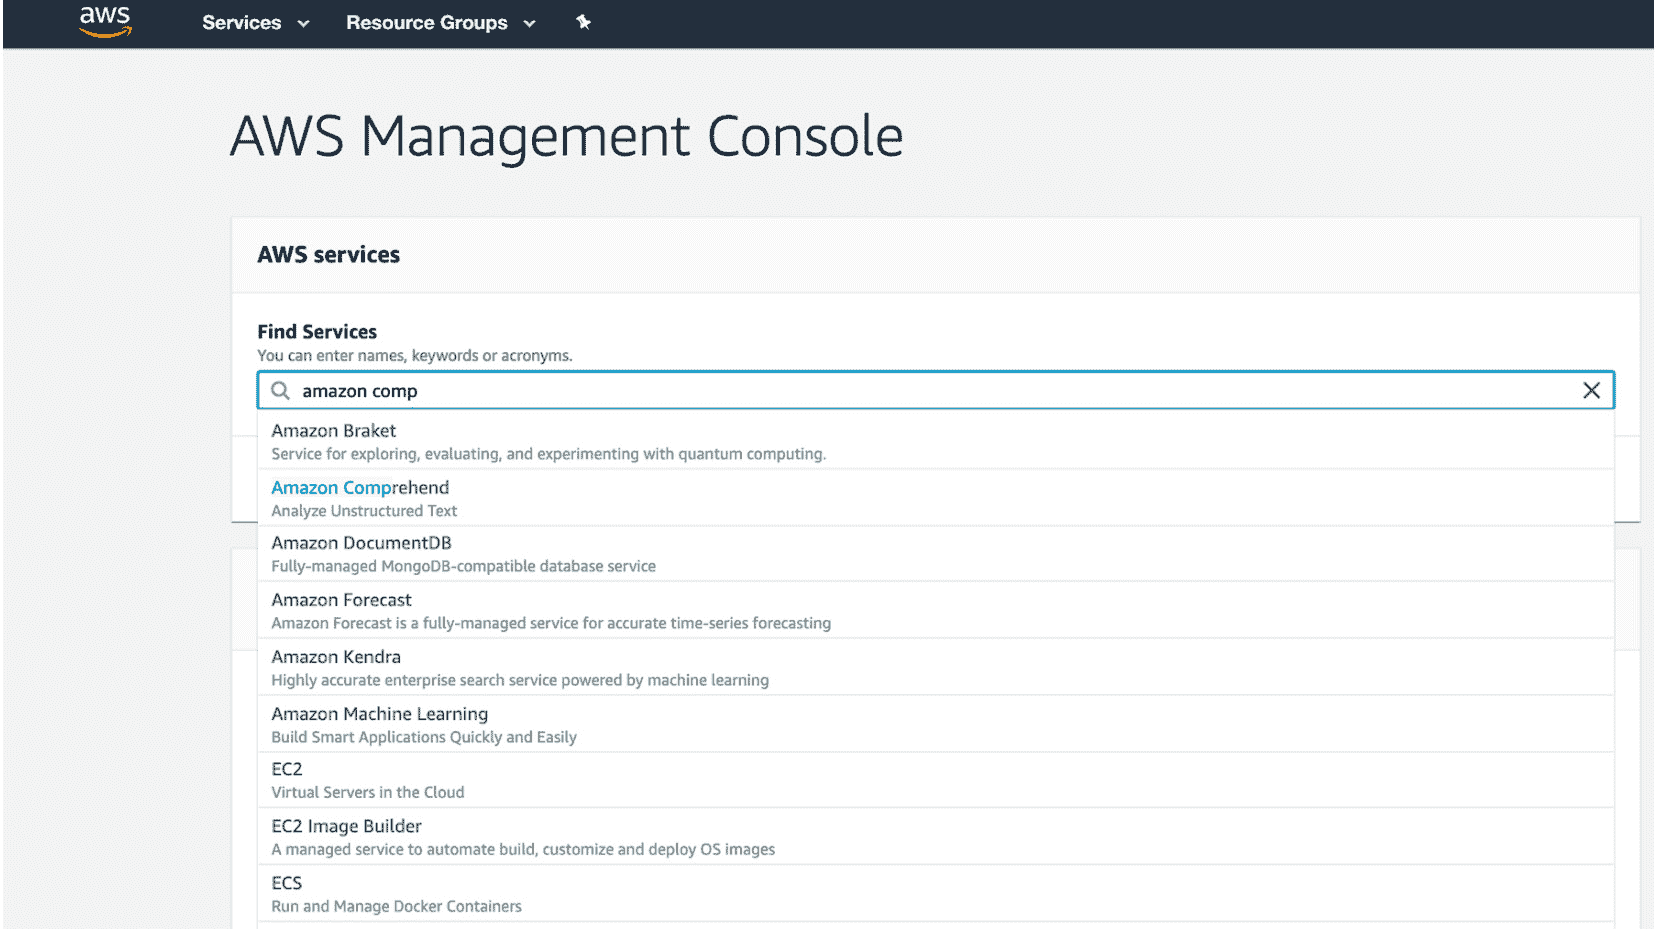 aws Services Resource Groups
AWS Management Console
AWS services
Find Services
You can enter names, keywords or acronyms.
amazon comp
Amazon Braket
Service for exploring, evaluating, and experimenting with quantum computing.
Amazon Comprehend
Analyze Unstructured Text
Amazon DocumentDB
Fully-managed MongoDB-compatible database service
Amazon Forecast
Amazon Forecast is a fully-managed service for accurate time-series forecasting
Amazon Kendra
Highly accurate enterprise search service powered by machine learning
Amazon Machine Learning
Build Smart Applications Quickly and Easily
EC2
Virtual Servers in the Cloud
EC2 Image Builder
A managed service to automate build, customize and deploy OS images
ECS
Run and Manage Docker Containers